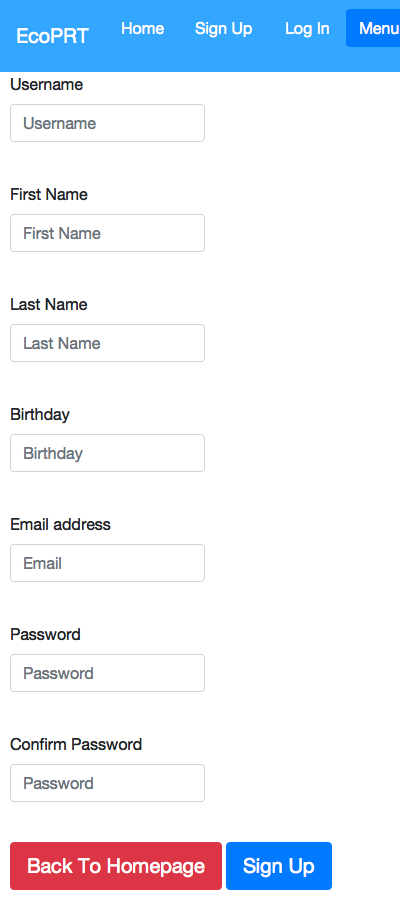 EcoPRT Home Sign Up Log In Menu
Username
Username
First Name
First Name
Last Name
Last Name
Birthday
Birthday
Email address
Email
Password
Password
Confirm Password
Password
Back To Homepage Sign Up